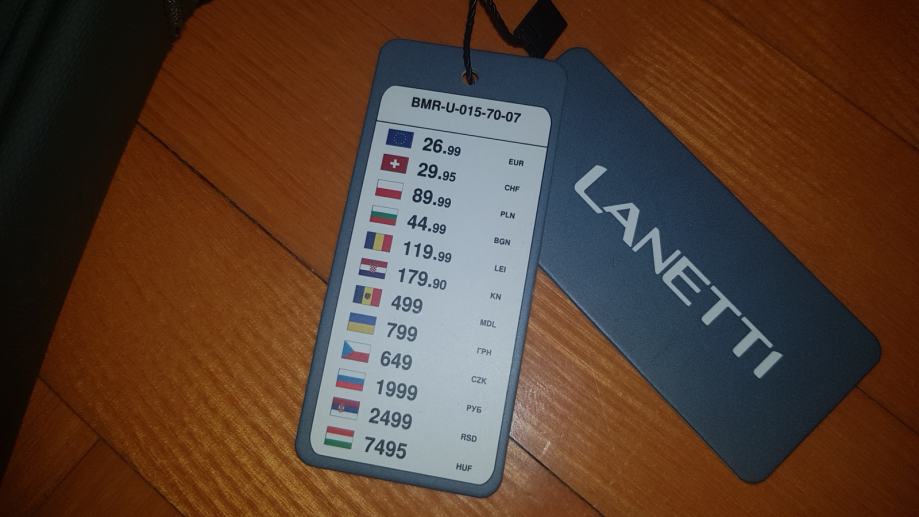 BMR-U-015-70-07
26.99 EUR
29.95 CHF
89.99 PLN
44.99 BGN
119.99 LEI
179.90 KN
499 MDL
799 ГРН
649 CZK
1999 РУБ
2499 RSD
7495 HUF
LANETTI